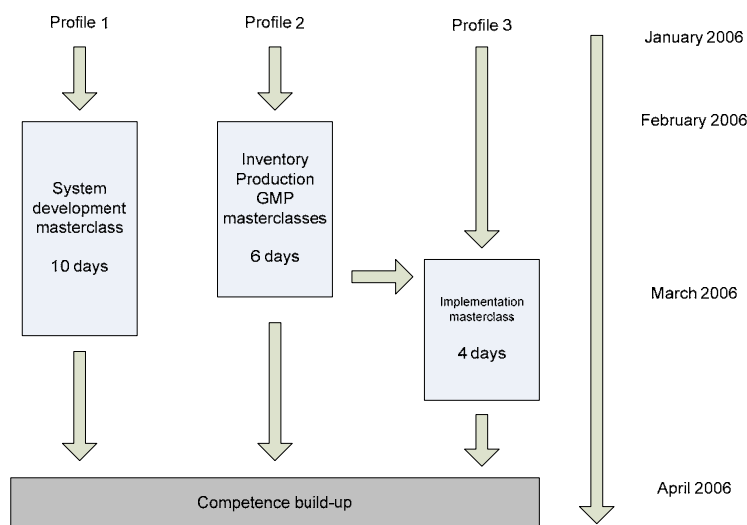 Profile 1
Profile 2
Profile 3
January 2006
February 2006
System
development
masterclass
10 days
Inventory
Production
GMP
masterclasses
6 days
Implementation
masterclass
4 days
March 2006
April 2006
Competence build-up